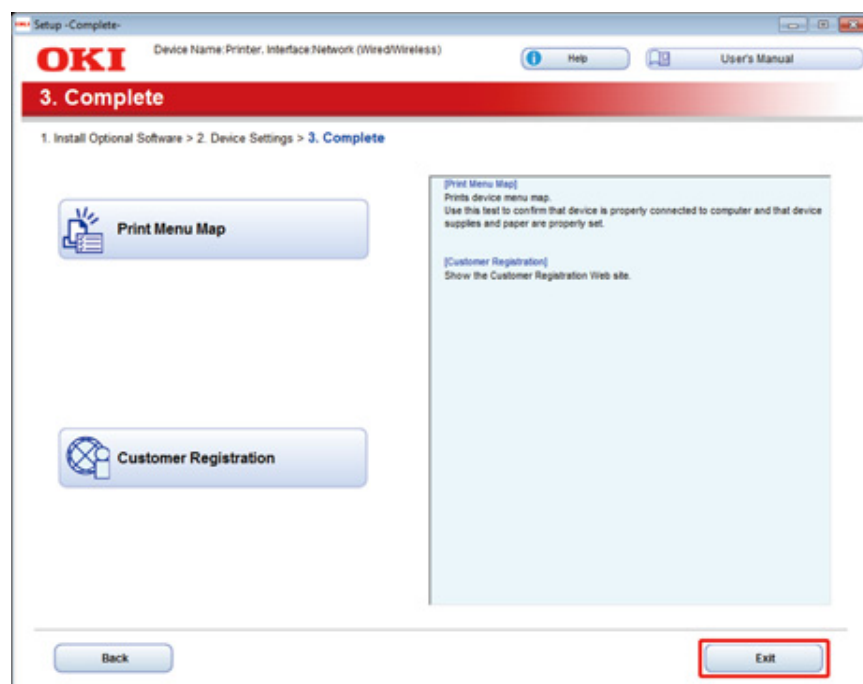 OKI Setup -Complete-
OKI
Device Name:Printer. Interface:Network (Wired/Wireless)
Help
User's Manual
3. Complete
1. Install Optional Software > 2. Device Settings > 3. Complete
Print Menu Map
[Print Menu Map]
Prints device menu map.
Use this test to confirm that device is properly connected to computer and that device
supplies and paper are properly set.
[Customer Registration]
Show the Customer Registration Web site.
Customer Registration
Back
Exit